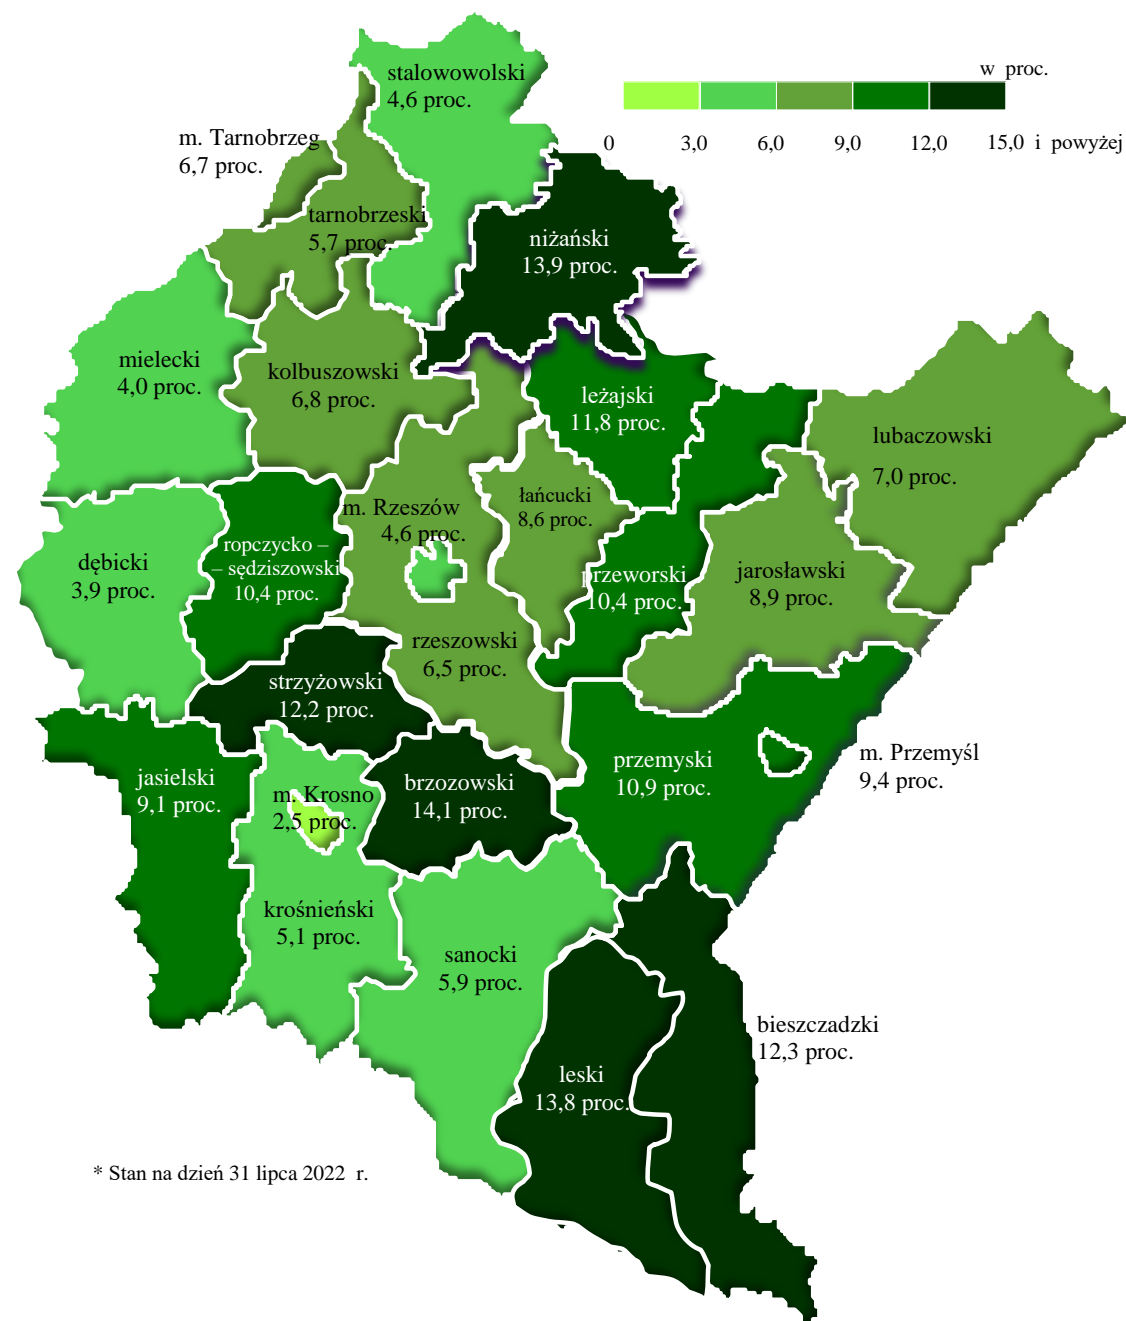 w proc.
0 3,0 6,0 9,0 12,0 15,0 i powyżej
stalowowolski
4,6 proc.
m. Tarnobrzeg
6,7 proc.
tarnobrzeski
5,7 proc.
niżański
13,9 proc.
mielecki
4,0 proc.
kolbuszowski
6,8 proc.
leżajski
11,8 proc.
lubaczowski
7,0 proc.
m. Rzeszów
4,6 proc.
łańcucki
8,6 proc.
dębicki
3,9 proc.
ropczycko –
– sędziszowski
10,4 proc.
przeworski
10,4 proc.
jarosławski
8,9 proc.
rzeszowski
6,5 proc.
strzyżowski
12,2 proc.
jasielski
9,1 proc.
m. Krosno
2,5 proc.
brzozowski
14,1 proc.
przemyski
10,9 proc.
m. Przemyśl
9,4 proc.
krośnieński
5,1 proc.
sanocki
5,9 proc.
bieszczadzki
12,3 proc.
leski
13,8 proc.
* Stan na dzień 31 lipca 2022 r.